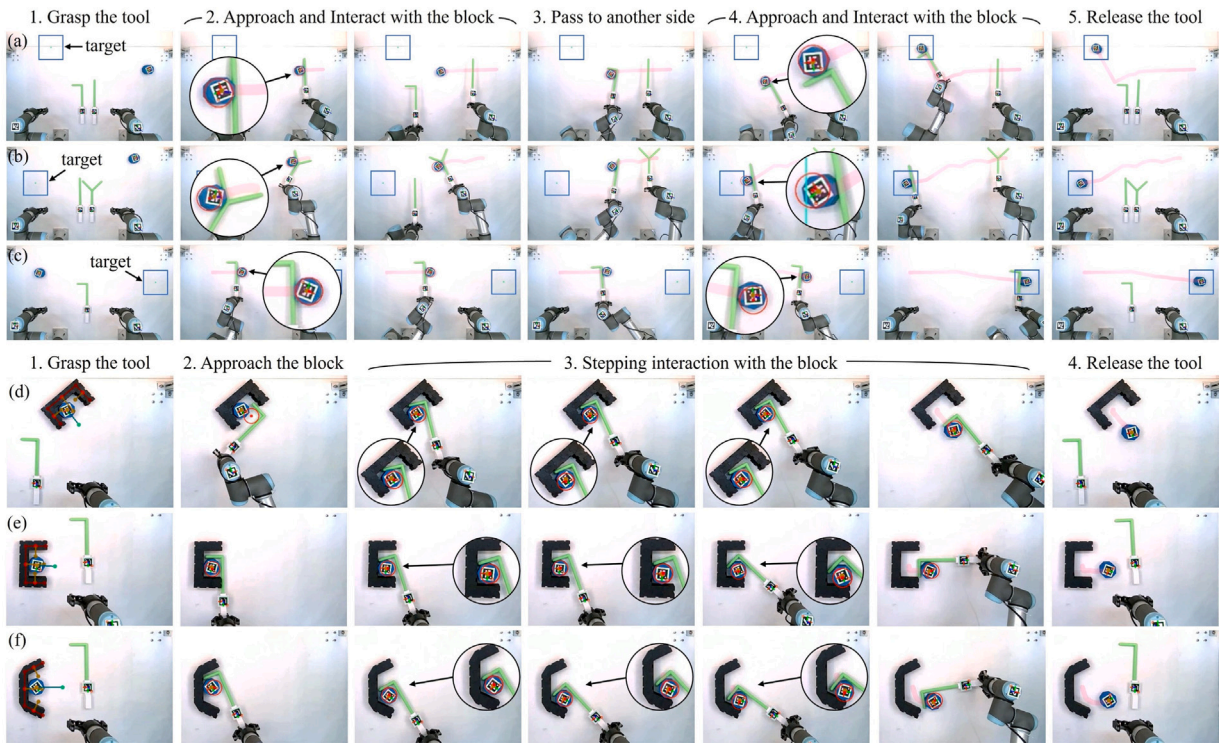 1. Grasp the tool 2. Approach and Interact with the block 3. Pass to another side 4. Approach and Interact with the block 5. Release the tool
(a)
target
(b)
target
(c)
target
1. Grasp the tool 2. Approach the block 3. Stepping interaction with the block 4. Release the tool
(d)
(e)
(f)